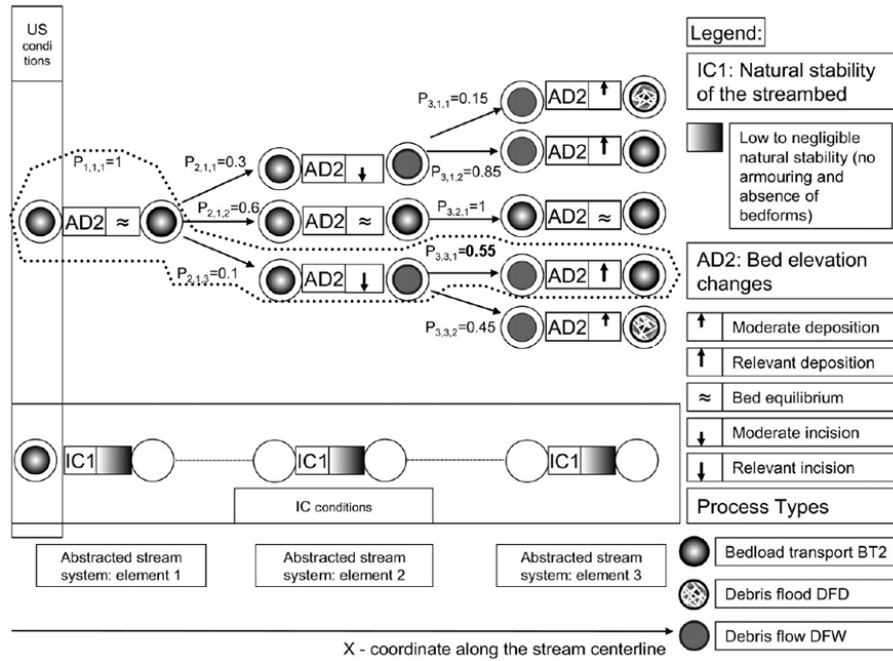 US
condi
tions
P1,1,1=1
AD2 ≈
P2,1,1=0.3
P2,1,2=0.6
P2,1,3=0.1
AD2
AD2 ≈
AD2
P3,1,1=0.15
P3,1,2=0.85
P3,2,1=1
P3,3,1=0.55
P3,3,2=0.45
AD2
AD2
AD2 ≈
AD2
AD2
IC1
IC1
IC1
IC conditions
Abstracted stream
system: element 1
Abstracted stream
system: element 2
Abstracted stream
system: element 3
X - coordinate along the stream centerline
Legend:
IC1: Natural stability
of the streambed
Low to negligible
natural stability (no
armouring and
absence of
bedforms)
AD2: Bed elevation
changes
Moderate deposition
Relevant deposition
≈ Bed equilibrium
Moderate incision
Relevant incision
Process Types
Bedload transport BT2
Debris flood DFD
Debris flow DFW